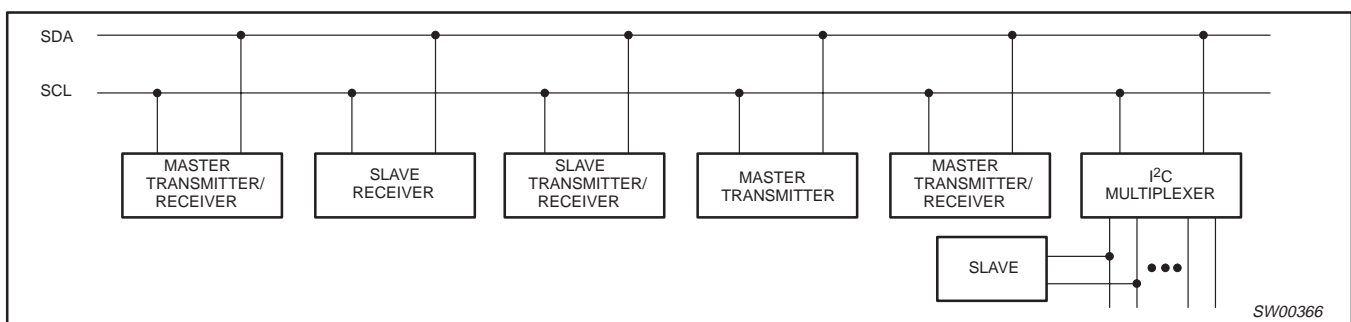 SDA
SCL
MASTER
TRANSMITTER/
RECEIVER
SLAVE
RECEIVER
SLAVE
TRANSMITTER/
RECEIVER
MASTER
TRANSMITTER
MASTER
TRANSMITTER/
RECEIVER
I²C
MULTIPLEXER
SLAVE
SW00366